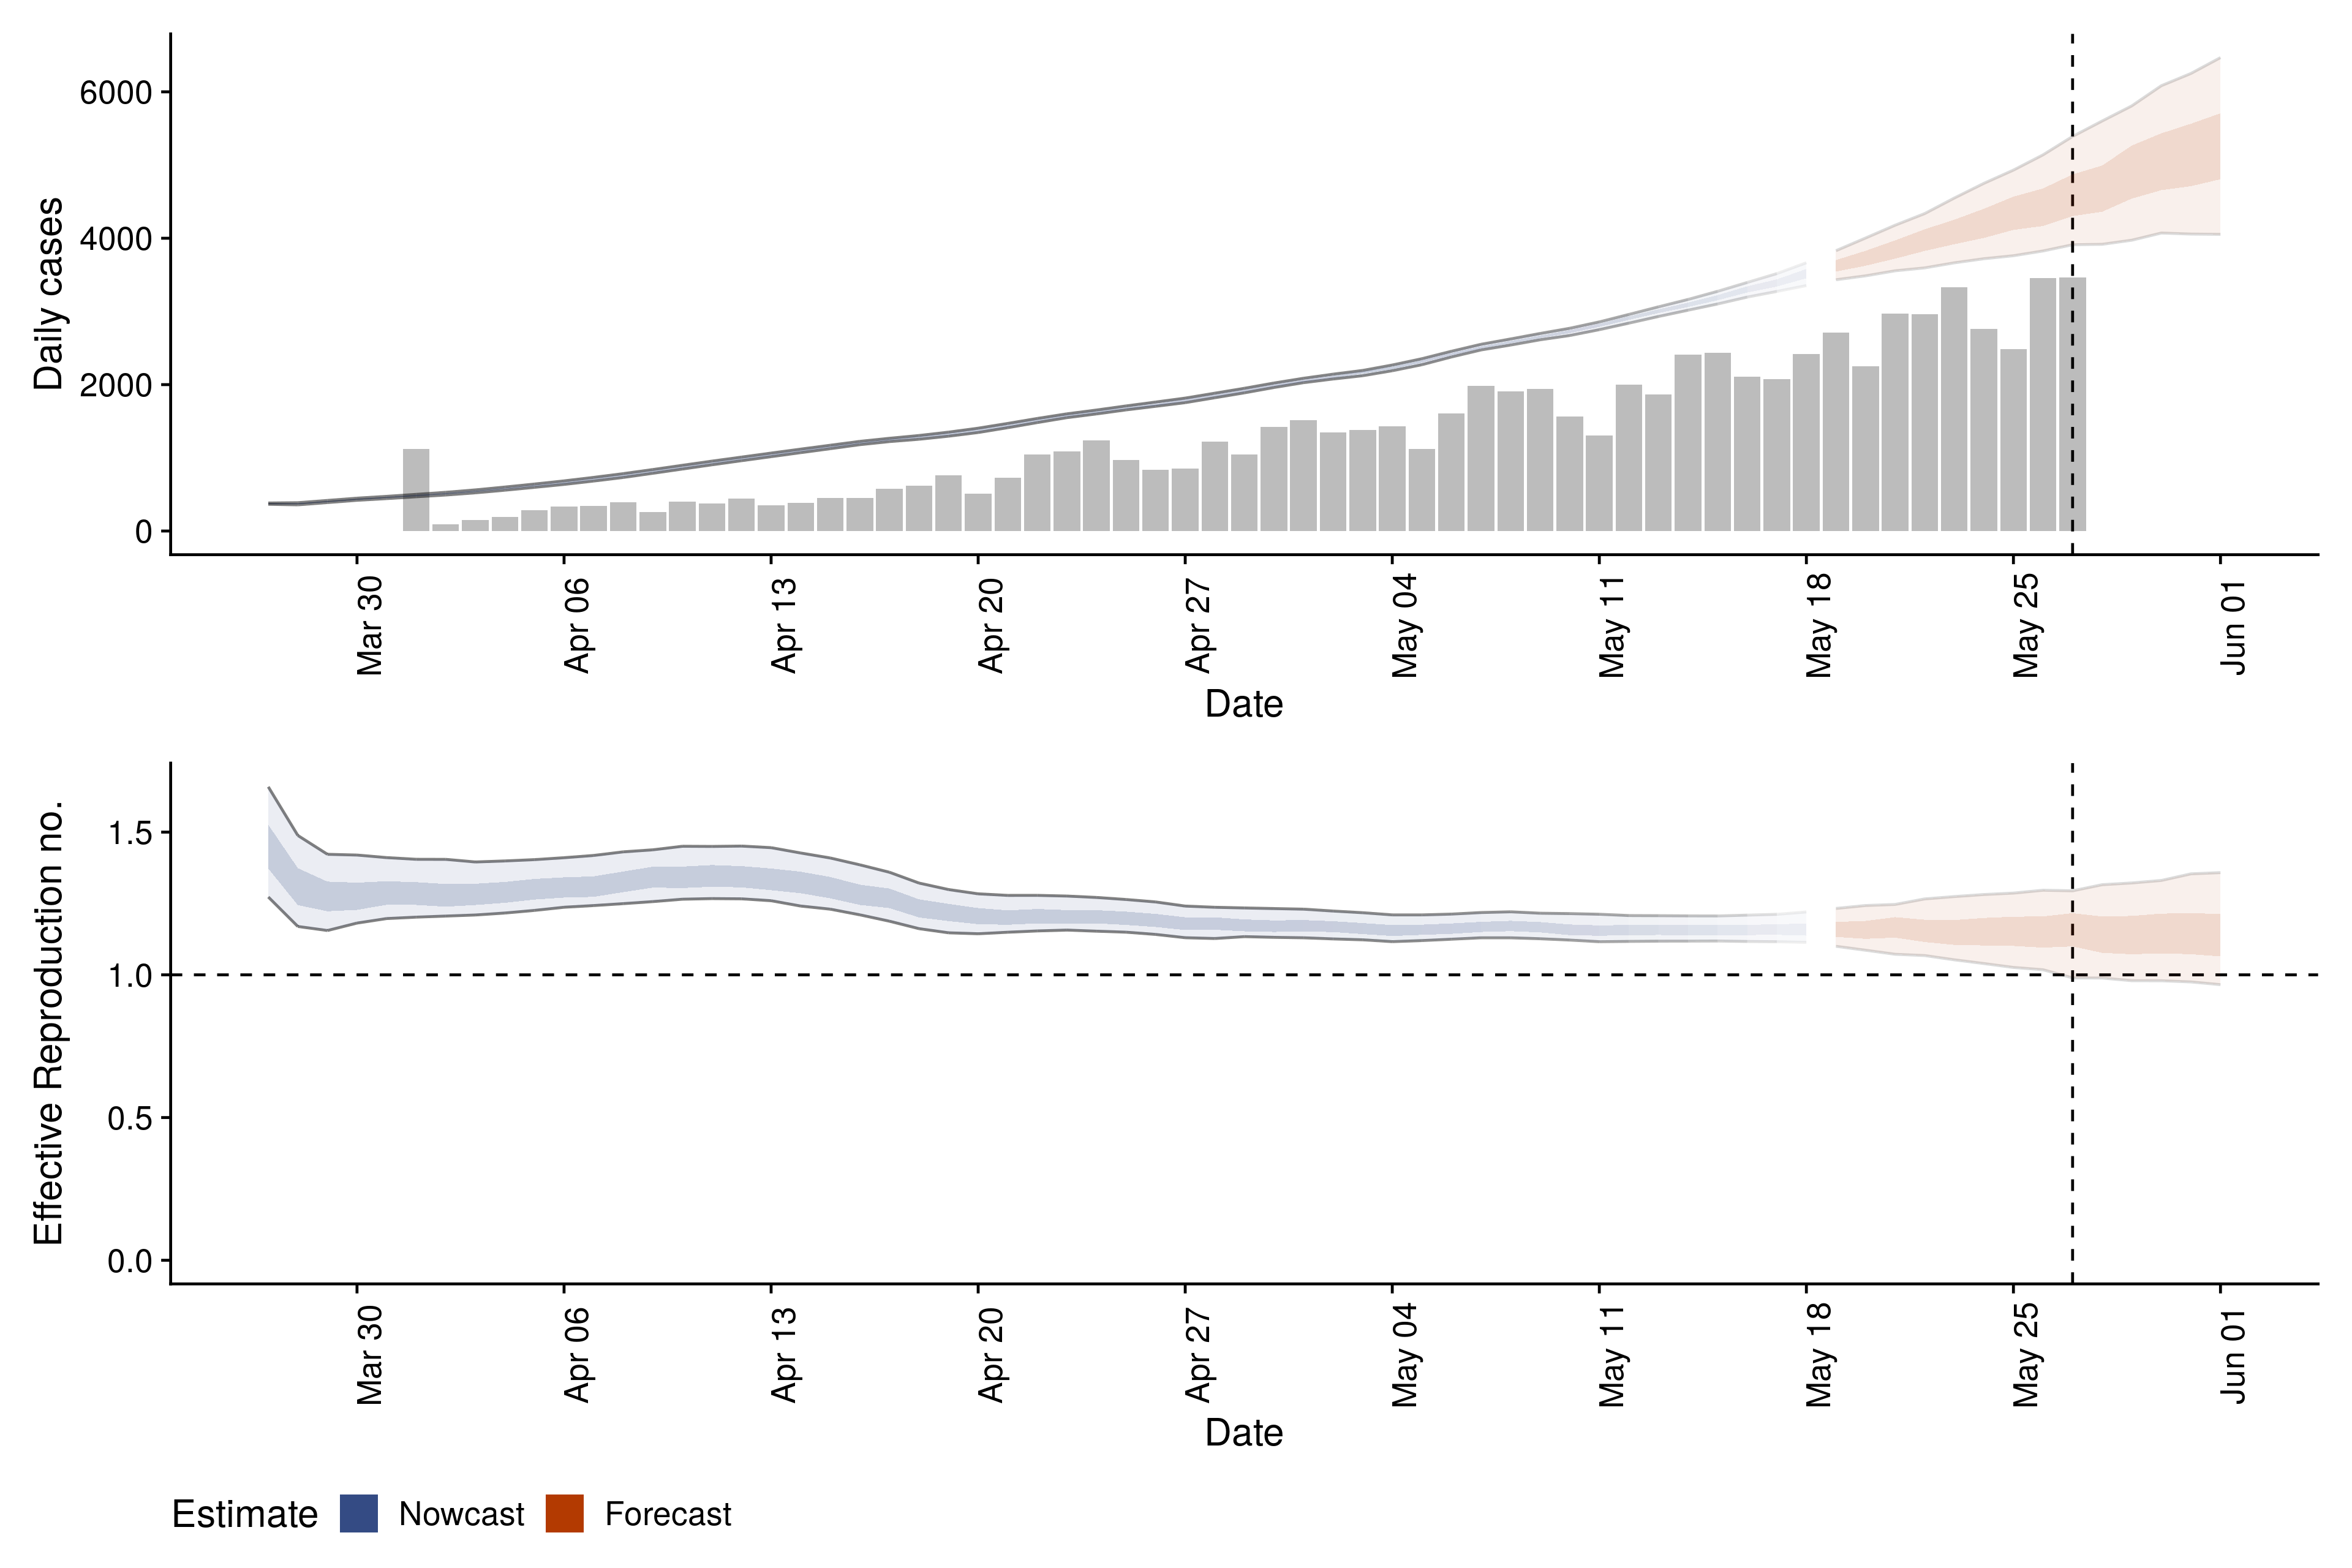 Daily cases
6000
4000
2000
0
Mar 30
Apr 06
Apr 13
Apr 20
Apr 27
May 04
May 11
May 18
May 25
Jun 01
Date
Effective Reproduction no.
1.5
1.0
0.5
0.0
Mar 30
Apr 06
Apr 13
Apr 20
Apr 27
May 04
May 11
May 18
May 25
Jun 01
Date
Estimate Nowcast Forecast